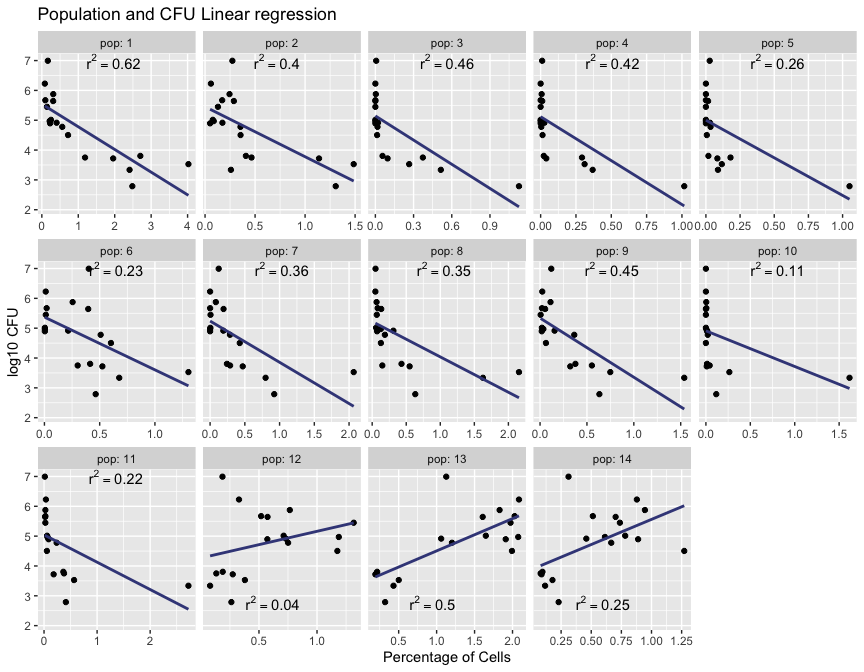 Population and CFU Linear regression
pop: 1 pop: 2 pop: 3 pop: 4 pop: 5
r² = 0.62 r² = 0.4 r² = 0.46 r² = 0.42 r² = 0.26
7
6
5
4
3
2
0 1 2 3 4 0.0 0.5 1.0 1.5 0.0 0.3 0.6 0.9 0.00 0.25 0.50 0.75 1.00 0.00 0.25 0.50 0.75 1.00
pop: 6 pop: 7 pop: 8 pop: 9 pop: 10
r² = 0.23 r² = 0.36 r² = 0.35 r² = 0.45 r² = 0.11
7
6
5
4
3
2
log10 CFU
0.0 0.5 1.0 0.0 0.5 1.0 1.5 2.0 0.0 0.5 1.0 1.5 2.0 0.0 0.5 1.0 1.5 0.0 0.5 1.0 1.5
pop: 11 pop: 12 pop: 13 pop: 14
r² = 0.22
7
6
5
4
3
2
r² = 0.04 r² = 0.5 r² = 0.25
0 1 2 0.5 1.0 0.5 1.0 1.5 2.0 0.25 0.50 0.75 1.00 1.25
Percentage of Cells